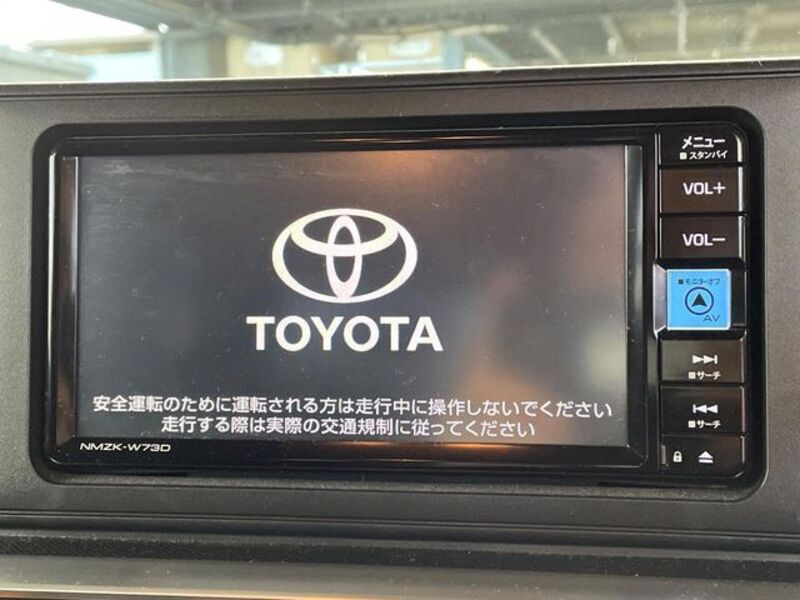 TOYOTA
安全運転のために運転される方は走行中に操作しないでください
走行する際は実際の交通規制に従ってください
NMZK-W73D
メニュー
スタンバイ
VOL+
VOL−
モニターオフ
AV
サーチ
サーチ